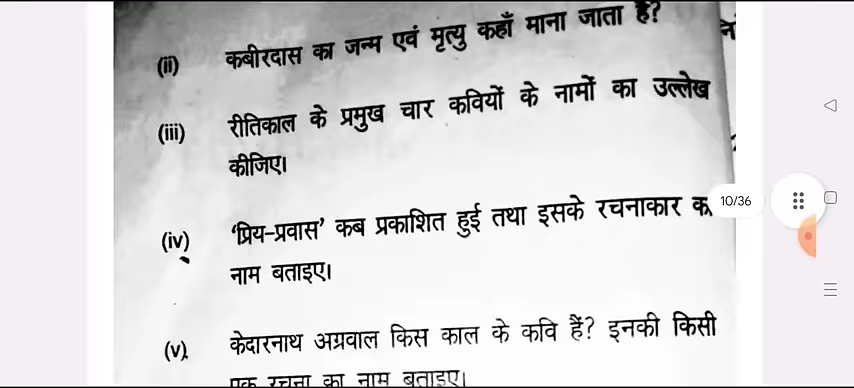 (ii) कबीरदास का जन्म एवं मृत्यु कहाँ माना जाता है?
(iii) रीतिकाल के प्रमुख चार कवियों के नामों का उल्लेख
कीजिए।
10/36
(iv) ‘प्रिय-प्रवास’ कब प्रकाशित हुई तथा इसके रचनाकार क
नाम बताइए।
(v) केदारनाथ अग्रवाल किस काल के कवि हैं? इनकी किसी
एक रचना का नाम बताइए।